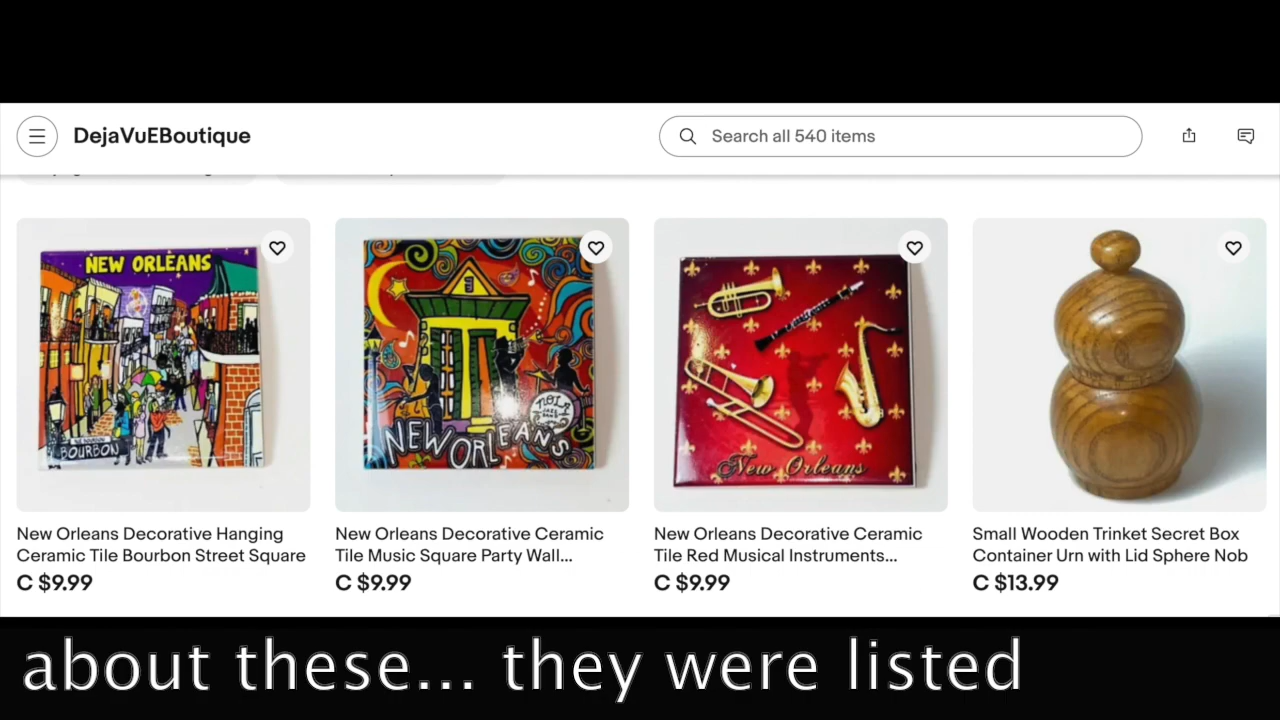 DejaVuEBoutique
Search all 540 items
NEW ORLEANS
BOURBON
NEW ORLEANS
NOLA
New Orleans
New Orleans Decorative Hanging
Ceramic Tile Bourbon Street Square
C $9.99
New Orleans Decorative Ceramic
Tile Music Square Party Wall...
C $9.99
New Orleans Decorative Ceramic
Tile Red Musical Instruments...
C $9.99
Small Wooden Trinket Secret Box
Container Urn with Lid Sphere Nob
C $13.99
about these... they were listed